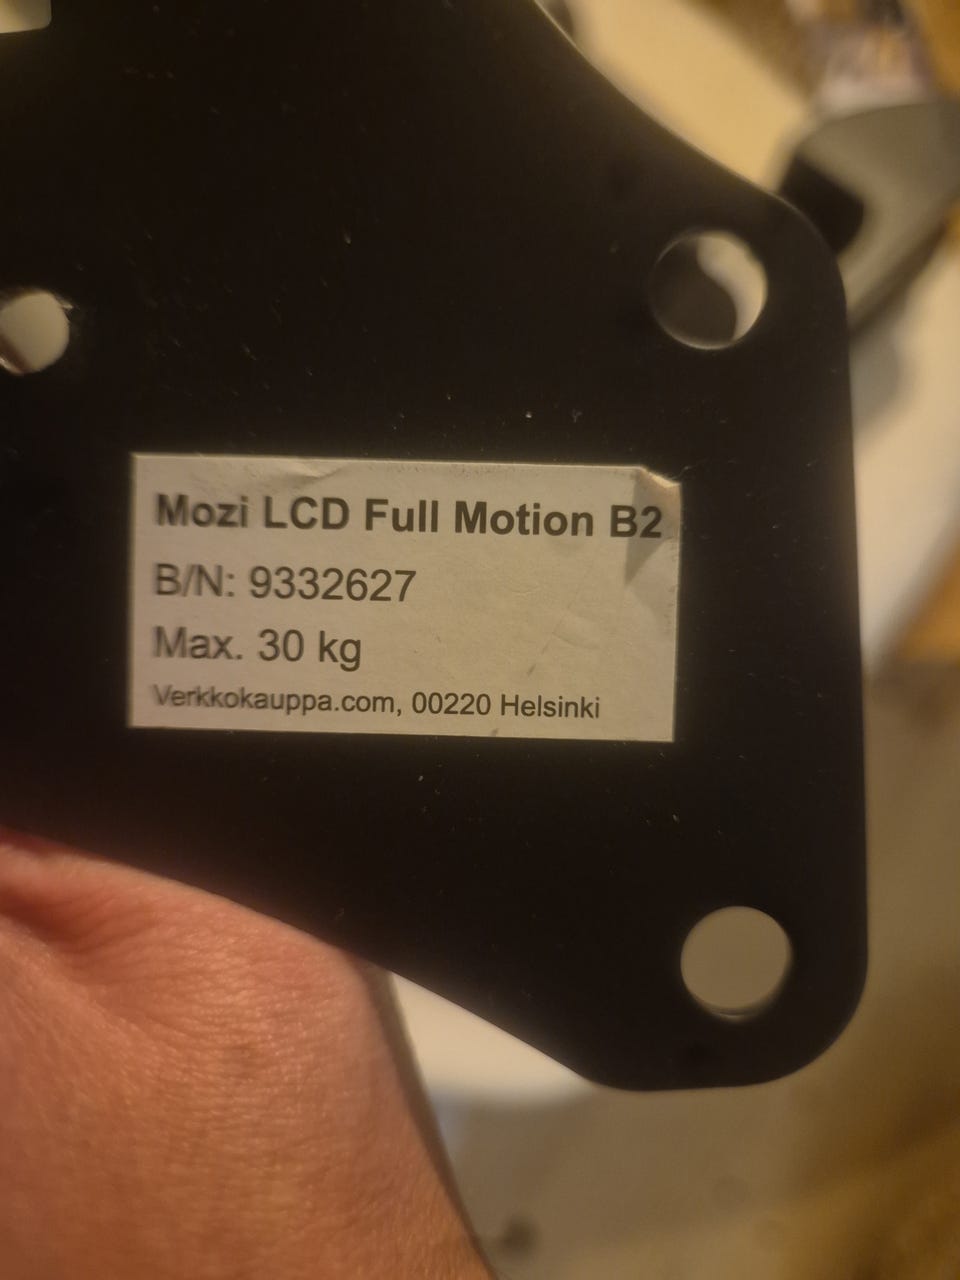 Mozi LCD Full Motion B2
B/N: 9332627
Max. 30 kg
Verkkokauppa.com, 00220 Helsinki